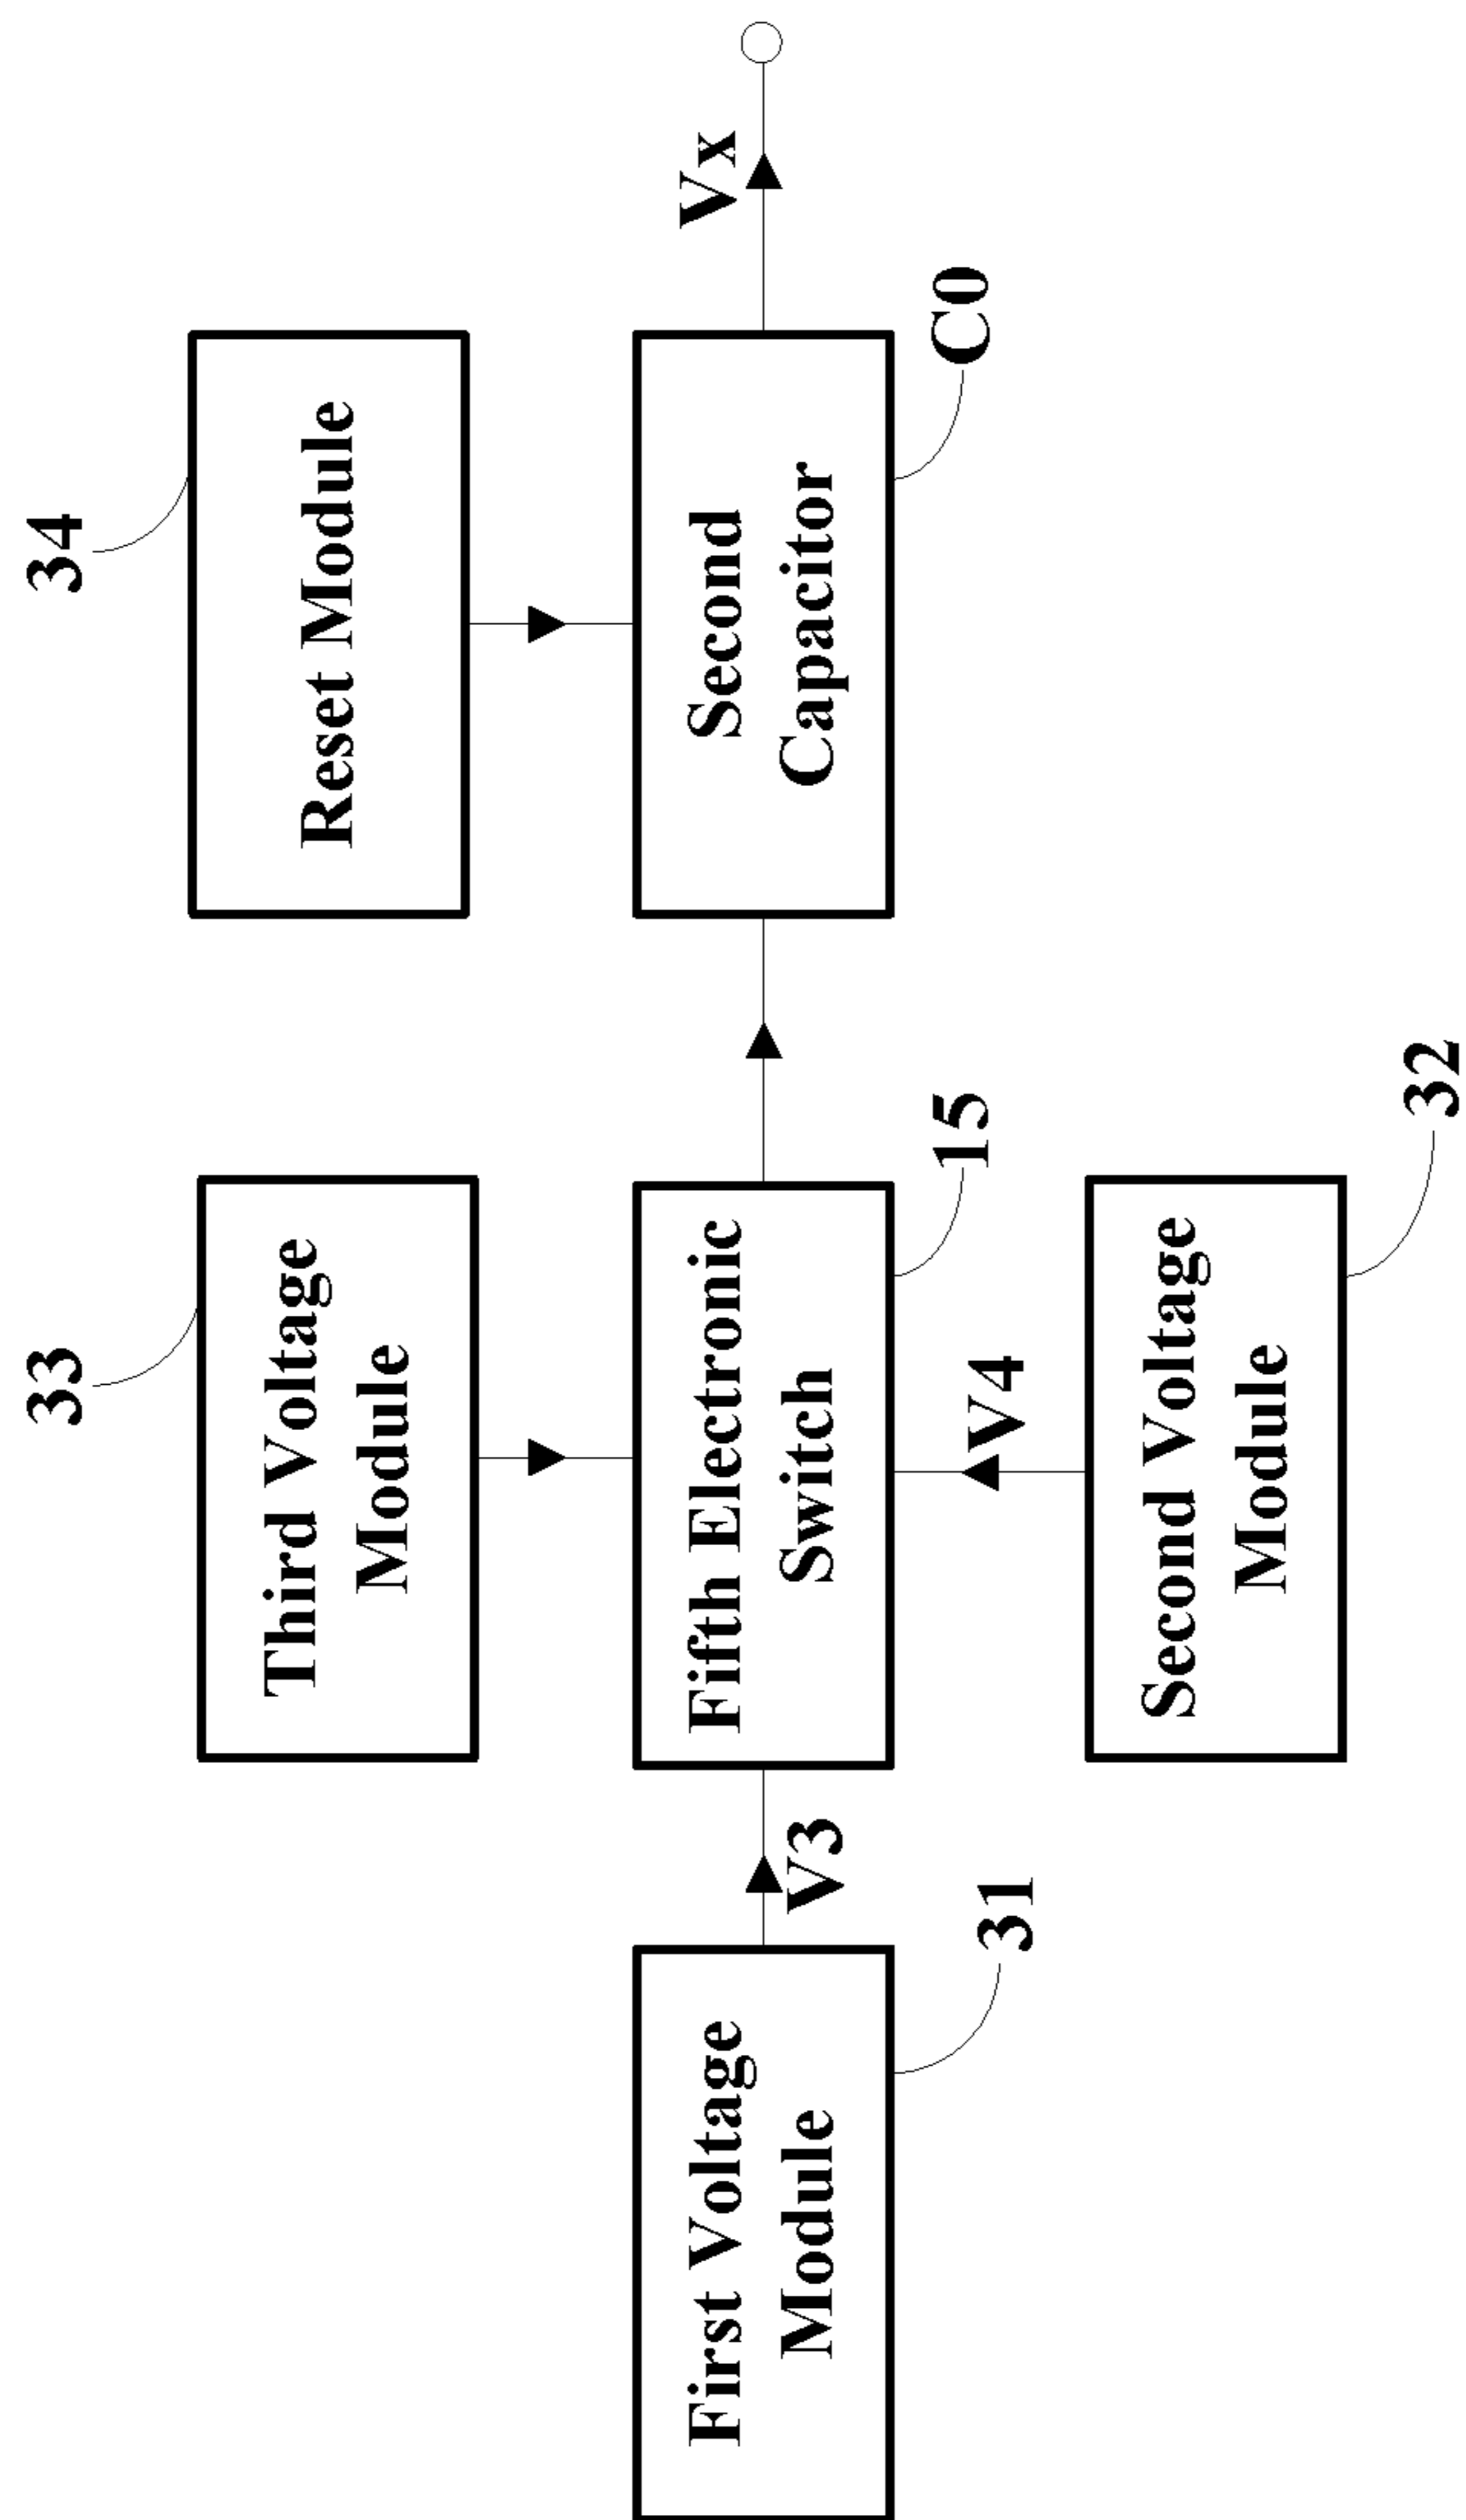 33
34
Third Voltage
Module
Reset Module
First Voltage
Module
V3
Fifth Electronic
Switch
Second
Capacitor
Vx
31
V4
15
C0
Second Voltage
Module
32